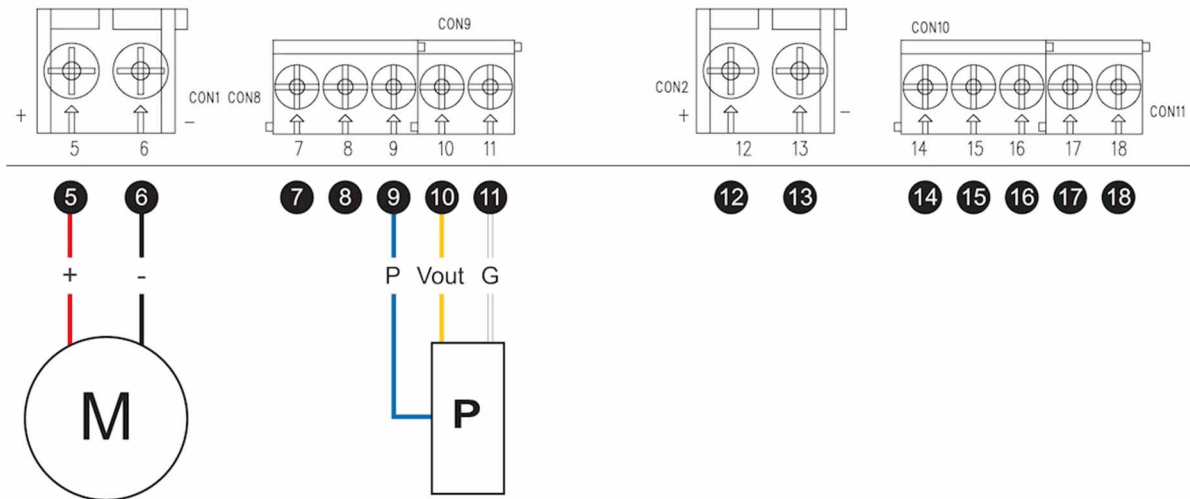 CON9
CON10
CON1 CON8
CON2
CON11
+ - + -
5 6 7 8 9 10 11 12 13 14 15 16 17 18
5 6 7 8 9 10 11 12 13 14 15 16 17 18
+ - P Vout G
M P